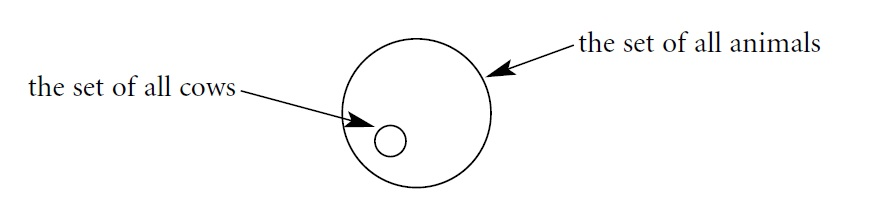 the set of all animals
the set of all cows